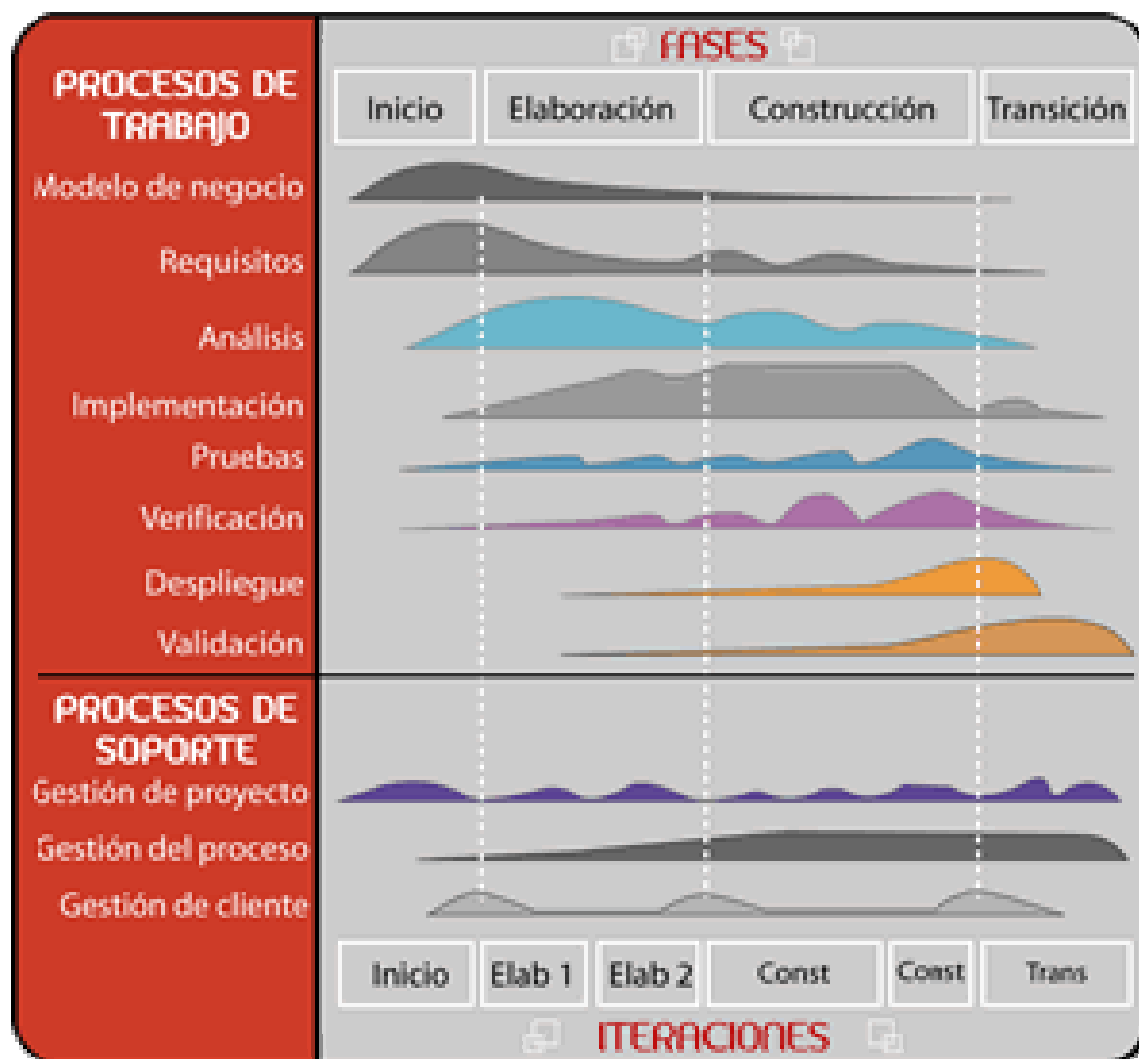 FASES
PROCESOS DE
TRABAJO
Inicio
Elaboración
Construcción
Transición
Modelo de negocio
Requisitos
Análisis
Implementación
Pruebas
Verificación
Despliegue
Validación
PROCESOS DE
SOPORTE
Gestión de proyecto
Gestión del proceso
Gestión de cliente
Inicio
Elab 1
Elab 2
Const
Const
Trans
ITERACIONES